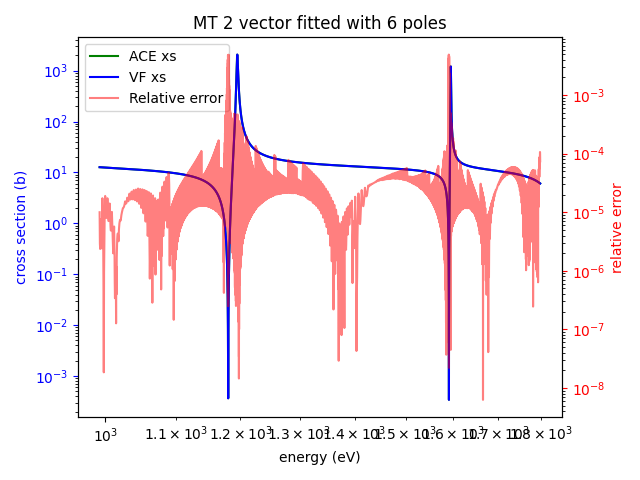 MT 2 vector fitted with 6 poles
ACE xs
VF xs
Relative error
10³
10²
10¹
10⁰
10⁻¹
10⁻²
10⁻³
cross section (b)
10⁻³
10⁻⁴
10⁻⁵
10⁻⁶
10⁻⁷
10⁻⁸
relative error
10³ 1.1 × 10³ 1.2 × 10³ 1.3 × 10³ 1.4 × 10³ 1.5 × 10³ 1.6 × 10³ 1.7 × 10³ 1.8 × 10³
energy (eV)